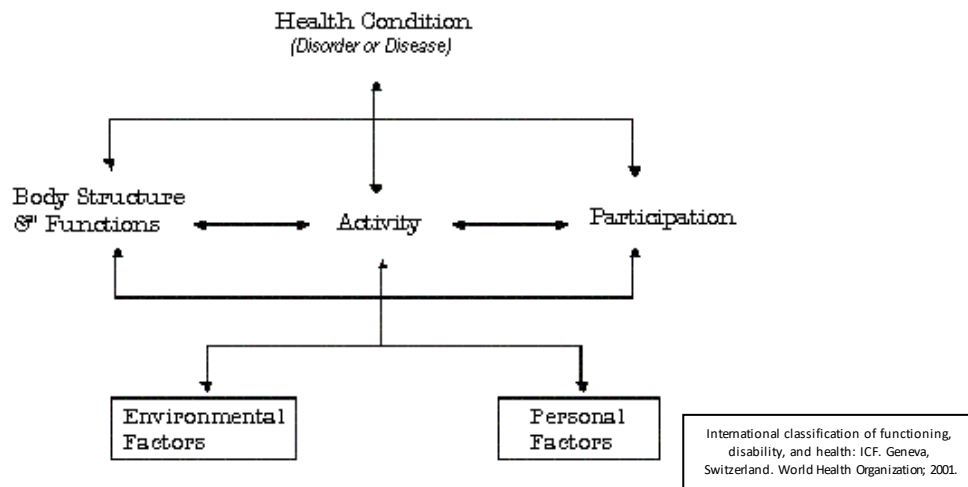 Health Condition
(Disorder or Disease)
Body Structure
& Functions
Activity
Participation
Environmental
Factors
Personal
Factors
International classification of functioning,
disability, and health: ICF. Geneva,
Switzerland. World Health Organization; 2001.